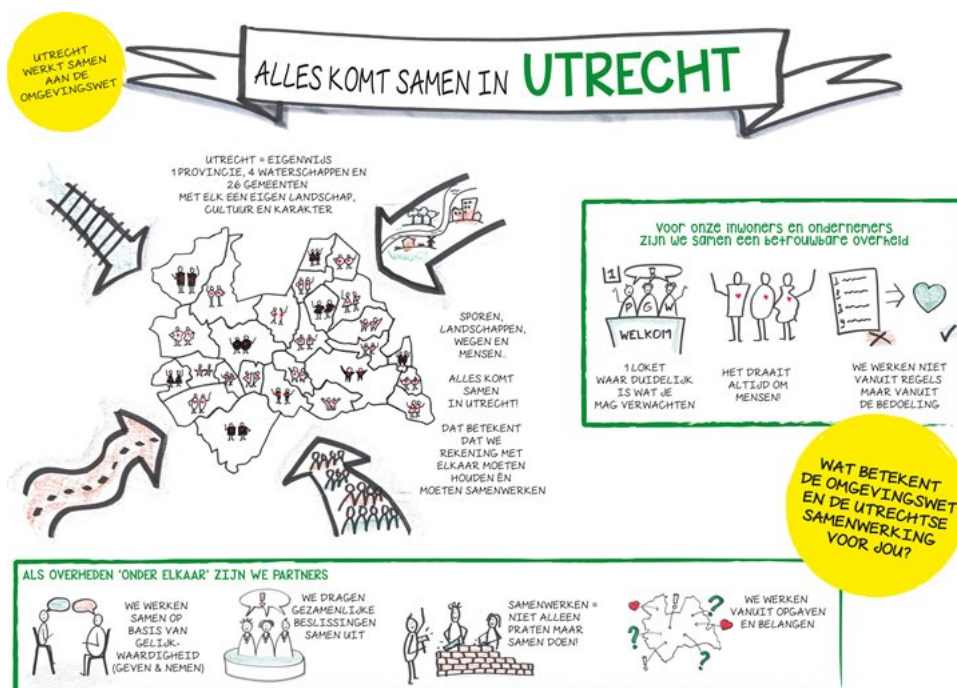 UTRECHT
WERKT SAMEN
AAN DE
OMGEVINGSWET
ALLES KOMT SAMEN IN UTRECHT
UTRECHT = EIGENWIJS
1 PROVINCIE, 4 WATERSCHAPPEN EN
26 GEMEENTEN
MET ELK EEN EIGEN LANDSCHAP,
CULTUUR EN KARAKTER
SPOREN,
LANDSCHAPPEN,
WEGEN EN
MENSEN..
ALLES KOMT
SAMEN
IN UTRECHT!
DAT BETEKENT
DAT WE
REKENING MET
ELKAAR MOETEN
HOUDEN ÈN
MOETEN SAMENWERKEN
Voor onze inwoners en ondernemers
zijn we samen een betrouwbare overheid
1
!
P G W
WELKOM
1 LOKET
WAAR DUIDELIJK
IS WAT JE
MAG VERWACHTEN
HET DRAAIT
ALTIJD OM
MENSEN!
1
2
3
4
WE WERKEN NIET
VANUIT REGELS
MAAR VANUIT
DE BEDOELING
WAT BETEKENT
DE OMGEVINGSWET
EN DE UTRECHTSE
SAMENWERKING
VOOR JOU?
ALS OVERHEDEN 'ONDER ELKAAR' ZIJN WE PARTNERS
WE WERKEN
SAMEN OP
BASIS VAN
GELIJK-
WAARDIGHEID
(GEVEN & NEMEN)
!
WE DRAGEN
GEZAMENLIJKE
BESLISSINGEN
SAMEN UIT
SAMENWERKEN =
NIET ALLEEN
PRATEN MAAR
SAMEN DOEN!
! ?
? ?
?
WE WERKEN
VANUIT OPGAVEN
EN BELANGEN